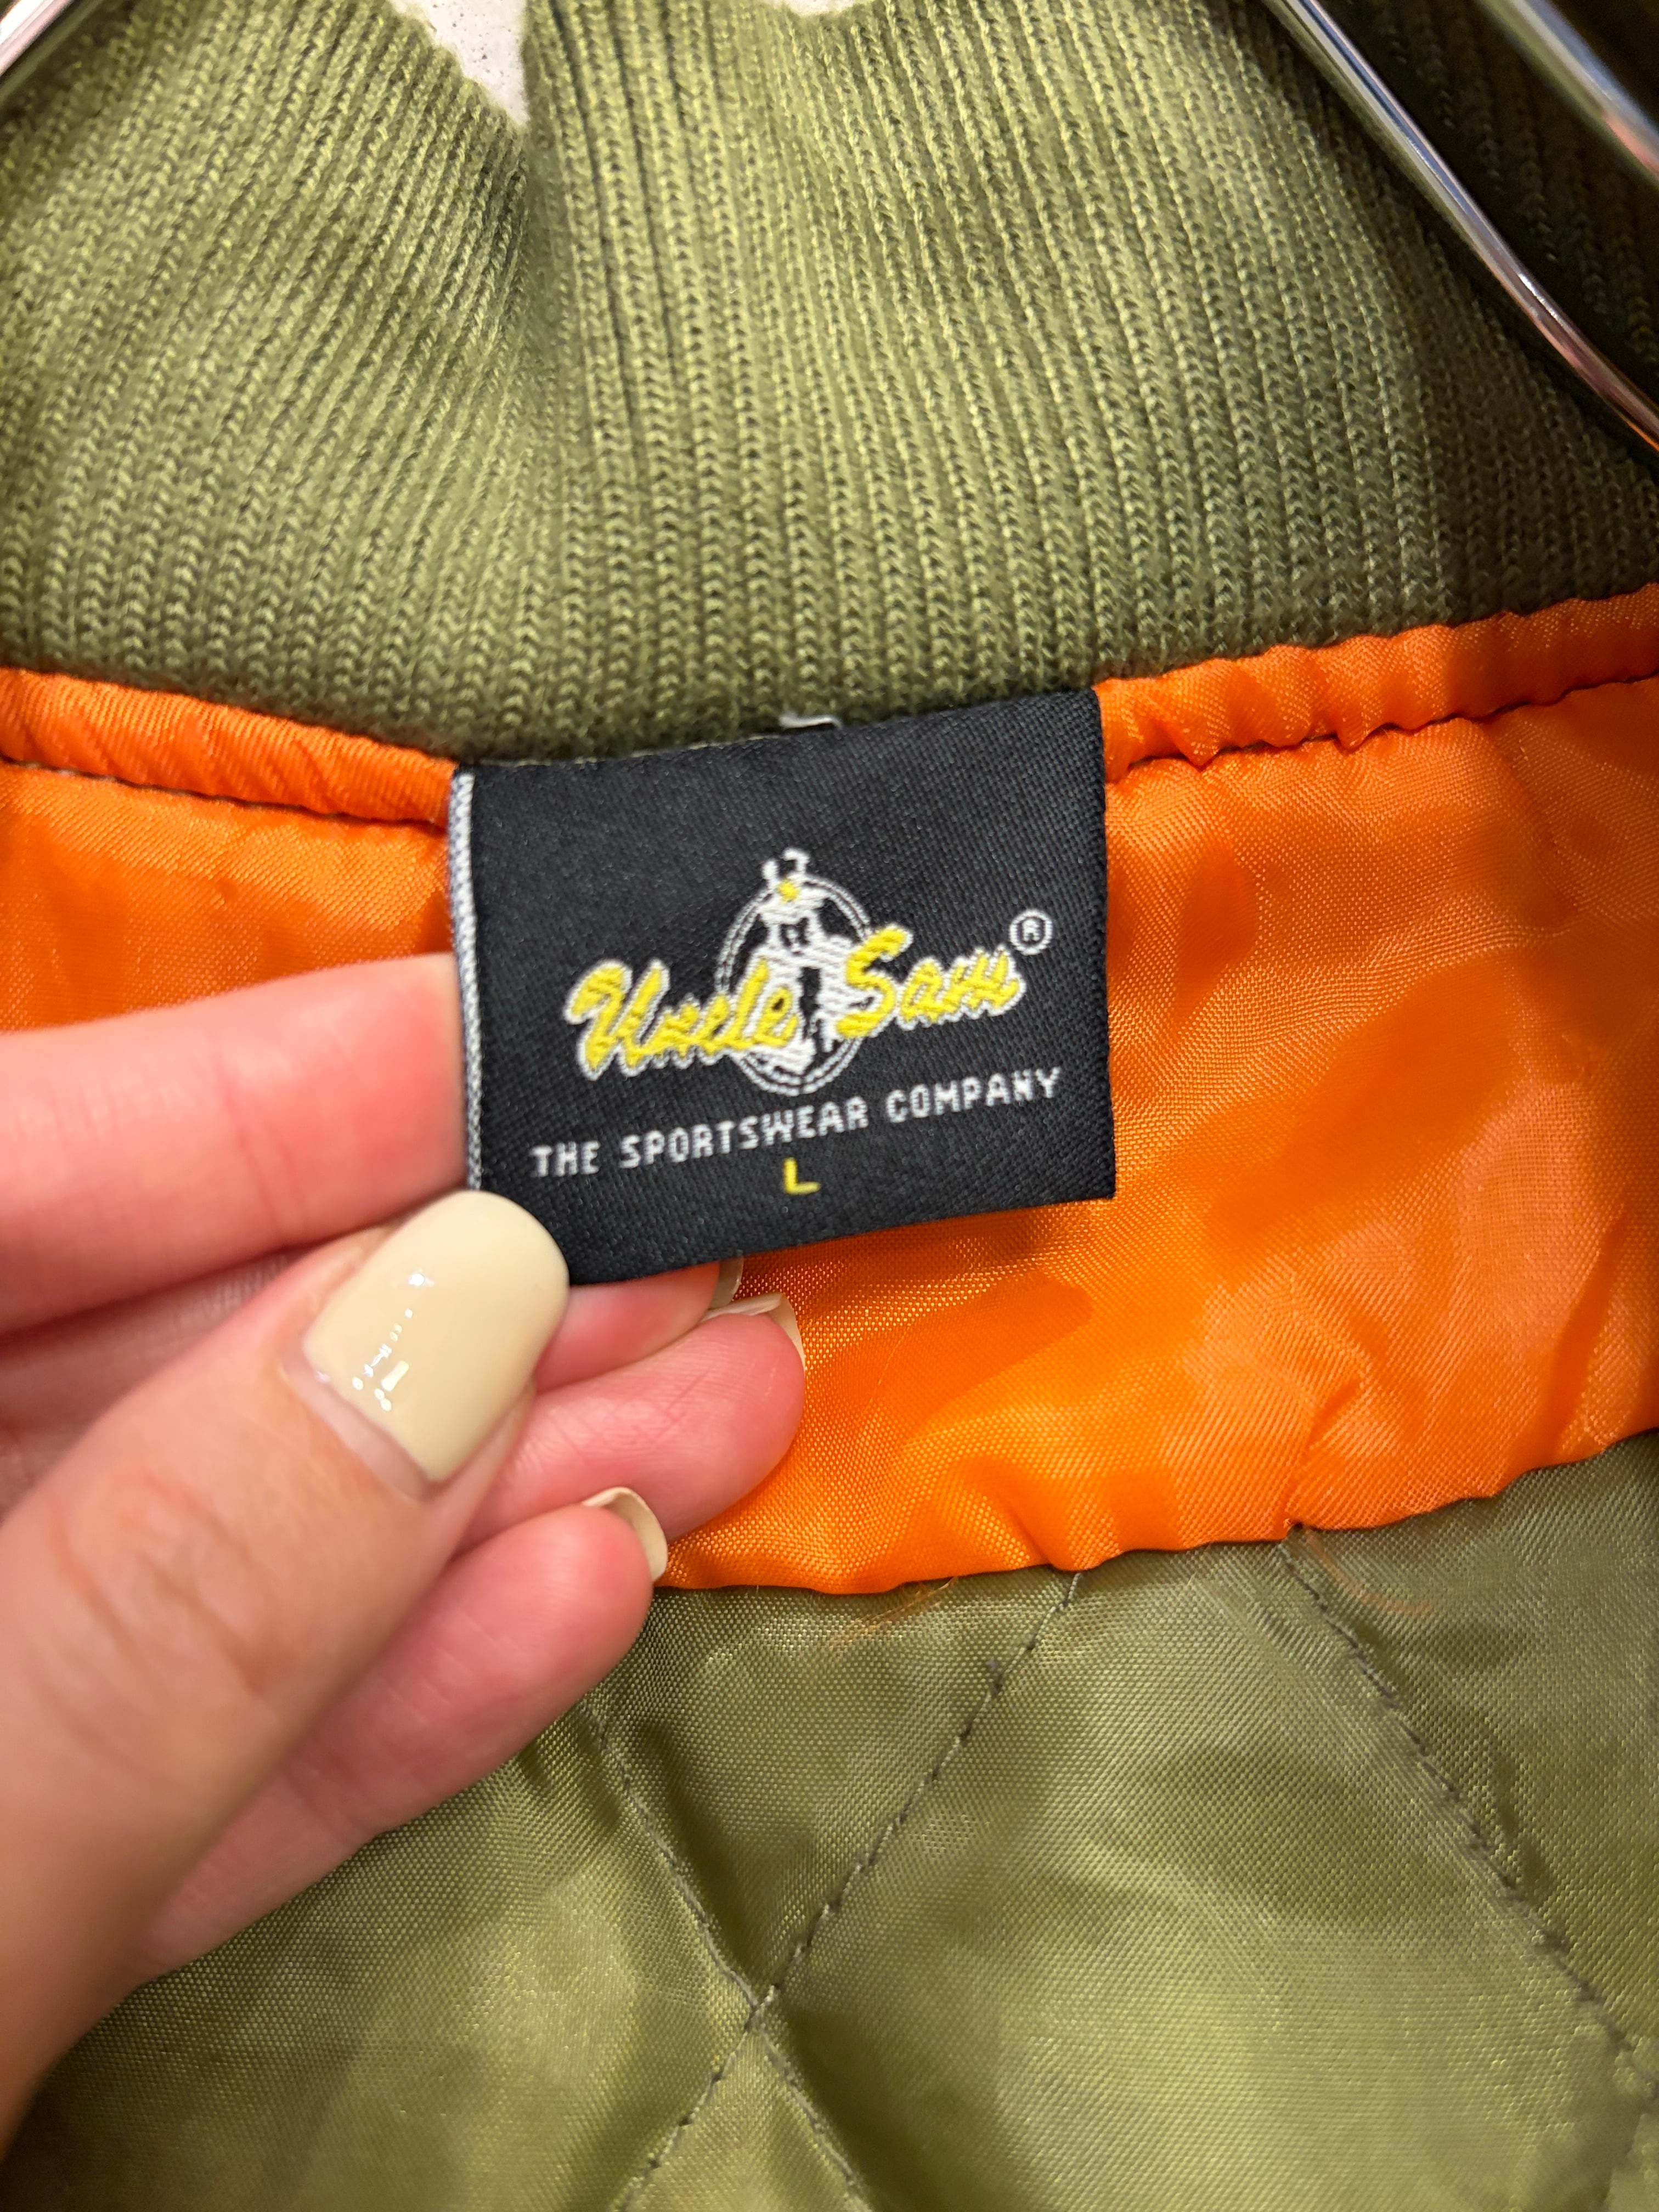 Uncle Sam®
THE SPORTSWEAR COMPANY
L